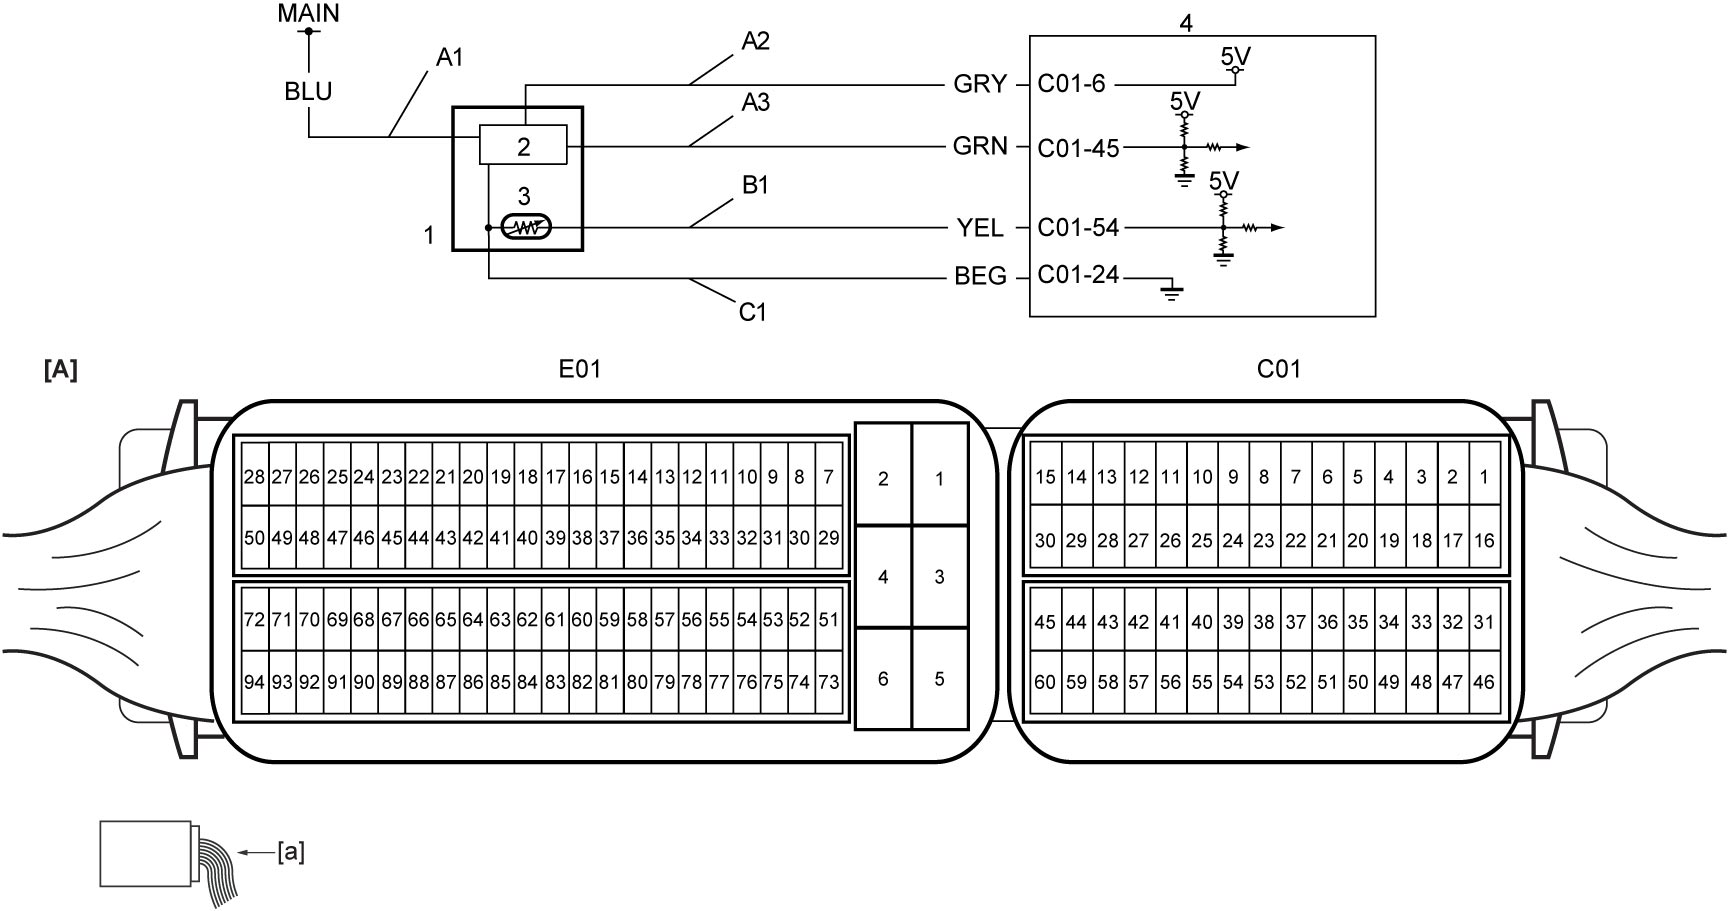 MAIN
4
A2
A1
5V
BLU
GRY
C01-6
A3
5V
2
GRN
C01-45
3
B1
5V
1
YEL
C01-54
BEG
C01-24
C1
[A]
E01
C01
28 27 26 25 24 23 22 21 20 19 18 17 16 15 14 13 12 11 10 9 8 7
2 1
15 14 13 12 11 10 9 8 7 6 5 4 3 2 1
50 49 48 47 46 45 44 43 42 41 40 39 38 37 36 35 34 33 32 31 30 29
30 29 28 27 26 25 24 23 22 21 20 19 18 17 16
4 3
72 71 70 69 68 67 66 65 64 63 62 61 60 59 58 57 56 55 54 53 52 51
45 44 43 42 41 40 39 38 37 36 35 34 33 32 31
94 93 92 91 90 89 88 87 86 85 84 83 82 81 80 79 78 77 76 75 74 73
6 5
60 59 58 57 56 55 54 53 52 51 50 49 48 47 46
[a]